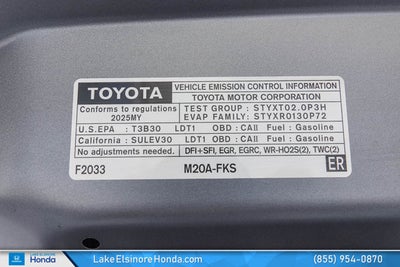 TOYOTA
VEHICLE EMISSION CONTROL INFORMATION
TOYOTA MOTOR CORPORATION
Conforms to regulations
2025MY
TEST GROUP : STYXT02.0P3H
EVAP FAMILY: STYXR0130P72
U.S.EPA : T3B30 LDT1 OBD : CAII Fuel : Gasoline
California : SULEV30 LDT1 OBD : CAII Fuel : Gasoline
No adjustments needed. DFI+SFI, EGR, EGRC, WR-HO2S(2), TWC(2)
F2033 M20A-FKS ER
Lake Elsinore Honda
LakeElsinoreHonda.com (855) 954-0870